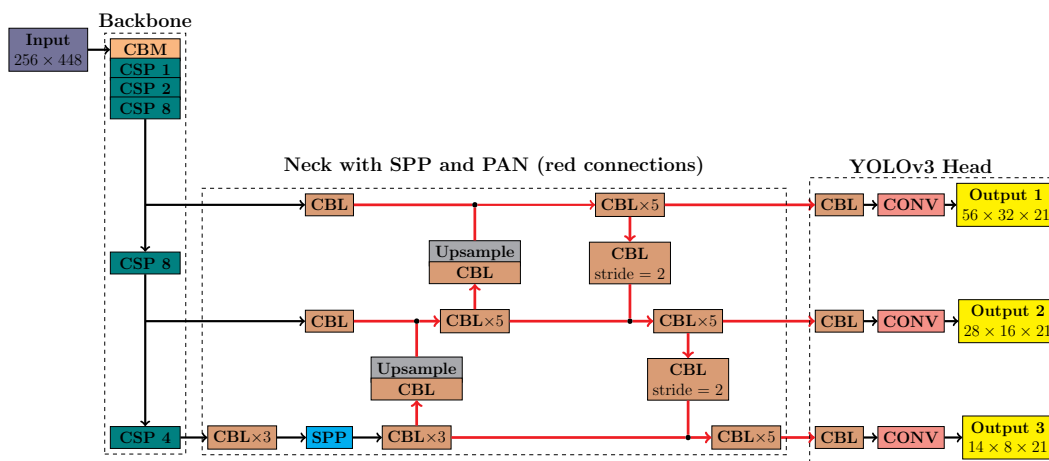 Backbone
Input
256 × 448
CBM
CSP 1
CSP 2
CSP 8
Neck with SPP and PAN (red connections)
YOLOv3 Head
CBL
CBL×5
CBL
CONV
Output 1
56 × 32 × 21
Upsample
CBL
CBL
stride = 2
CSP 8
CBL
CBL×5
CBL×5
CBL
CONV
Output 2
28 × 16 × 21
Upsample
CBL
CBL
stride = 2
CSP 4
CBL×3
SPP
CBL×3
CBL×5
CBL
CONV
Output 3
14 × 8 × 21